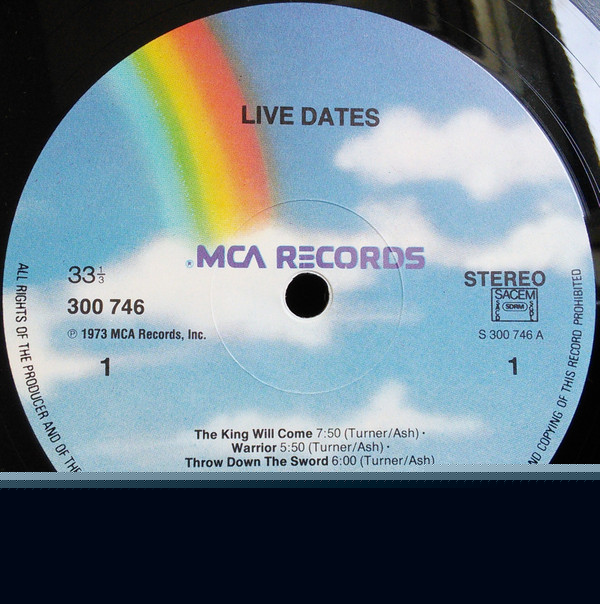 LIVE DATES
® MCA RECORDS
33 1/3
300 746
℗ 1973 MCA Records, Inc.
1
STEREO
SACEM
SDRM
S 300 746 A
1
The King Will Come 7:50 (Turner/Ash) ·
Warrior 5:50 (Turner/Ash) ·
Throw Down The Sword 6:00 (Turner/Ash)
ALL RIGHTS OF THE PRODUCER AND OF THE
COPYING OF THIS RECORD PROHIBITED